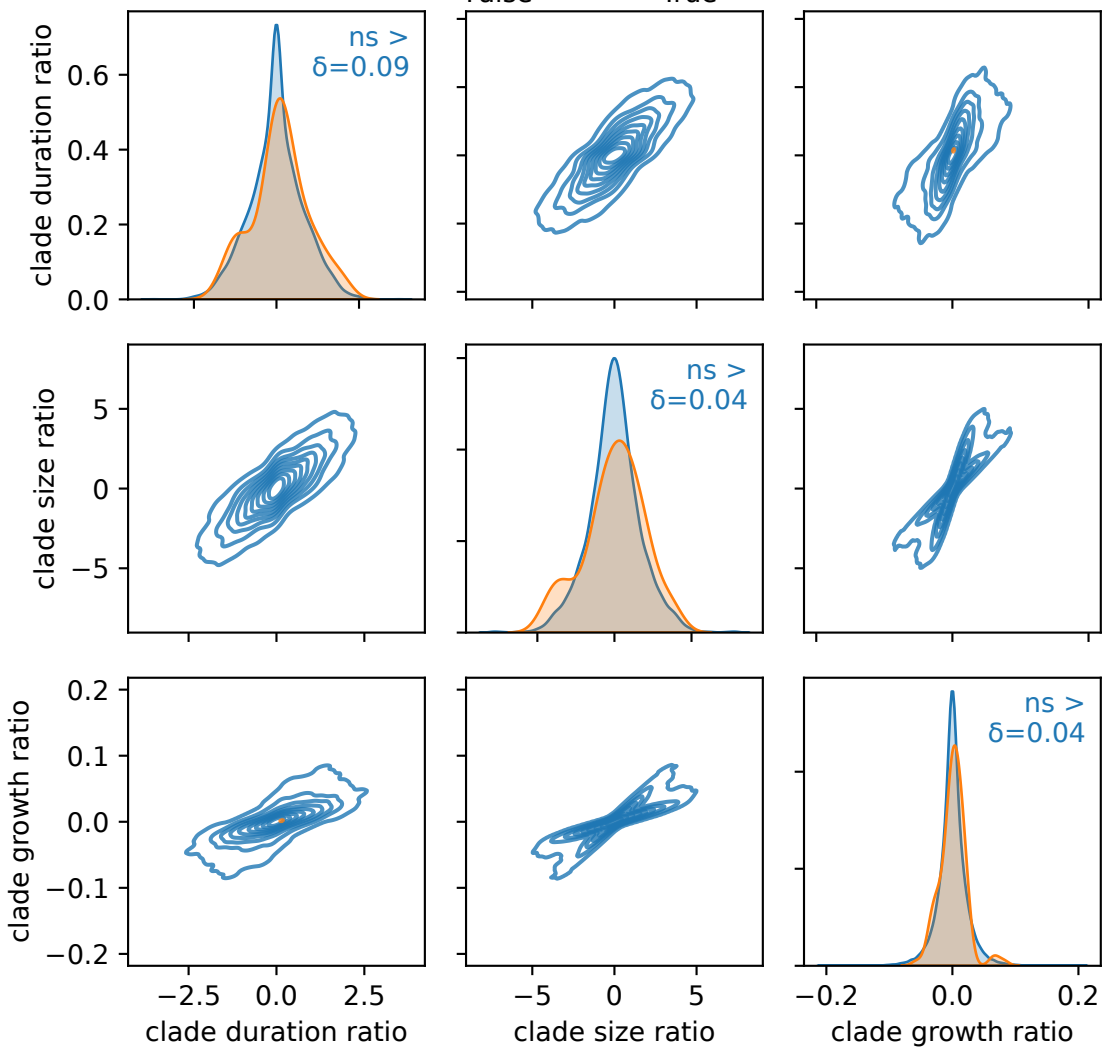 clade duration ratio
0.6
0.4
0.2
0.0
ns >
δ=0.09
clade size ratio
5
0
−5
ns >
δ=0.04
clade growth ratio
0.2
0.1
0.0
−0.1
−0.2
ns >
δ=0.04
−2.5 0.0 2.5
−5 0 5
−0.2 0.0 0.2
clade duration ratio
clade size ratio
clade growth ratio